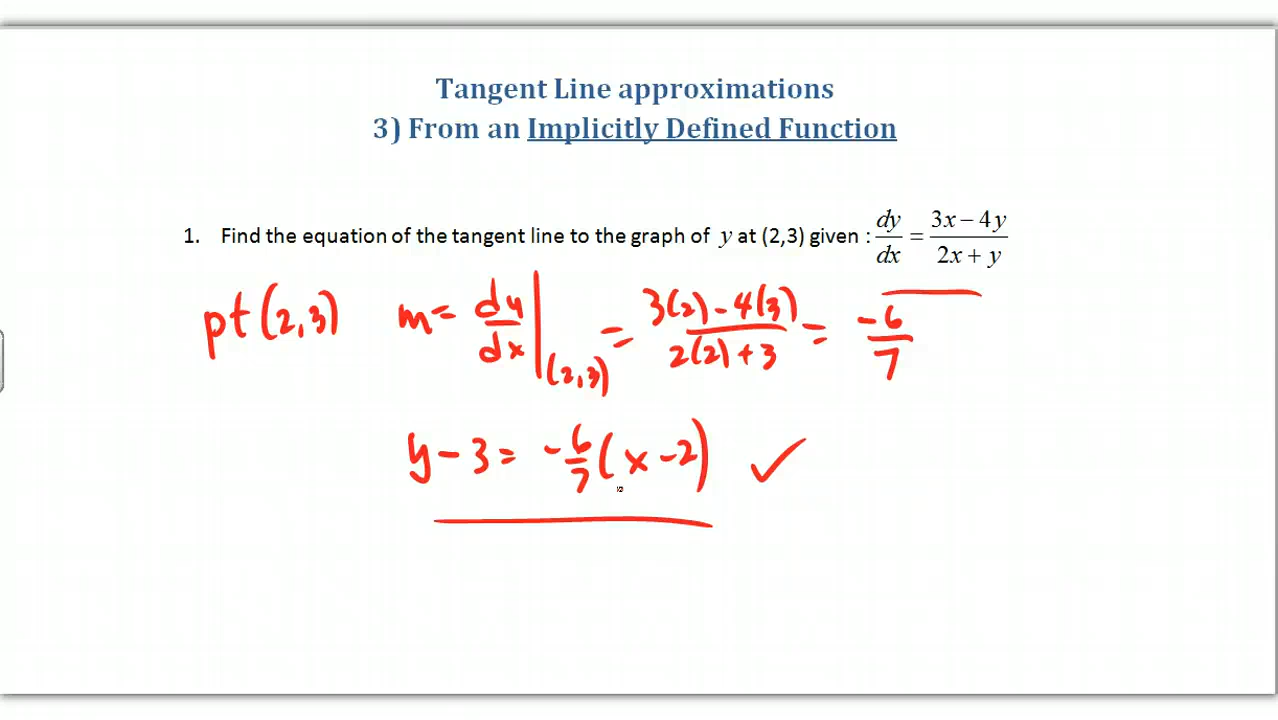 Tangent Line approximations
3) From an Implicitly Defined Function
1. Find the equation of the tangent line to the graph of y at (2,3) given : dy/dx = (3x − 4y)/(2x + y)
pt (2,3) m = dy/dx |(2,3) = (3(2) - 4(3))/(2(2) + 3) = -6/7
y - 3 = -6/7 (x - 2) ✓